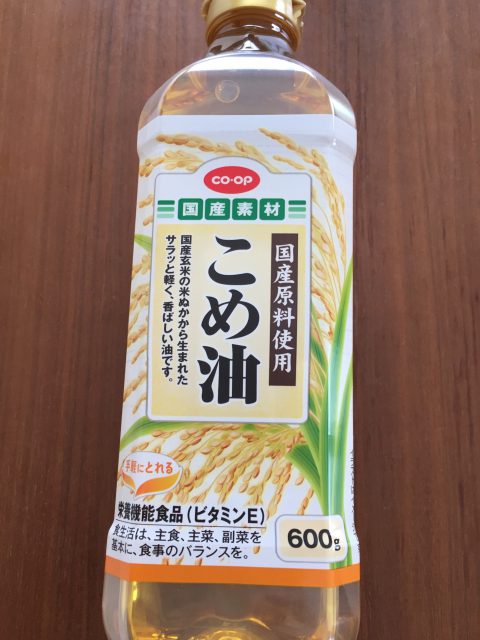 co・op
国産素材
国産原料使用
こめ油
国産玄米の米ぬかから生まれた
サラッと軽く、香ばしい油です。
手軽にとれる
栄養機能食品(ビタミンE)
食生活は、主食、主菜、副菜を
基本に、食事のバランスを。
600g